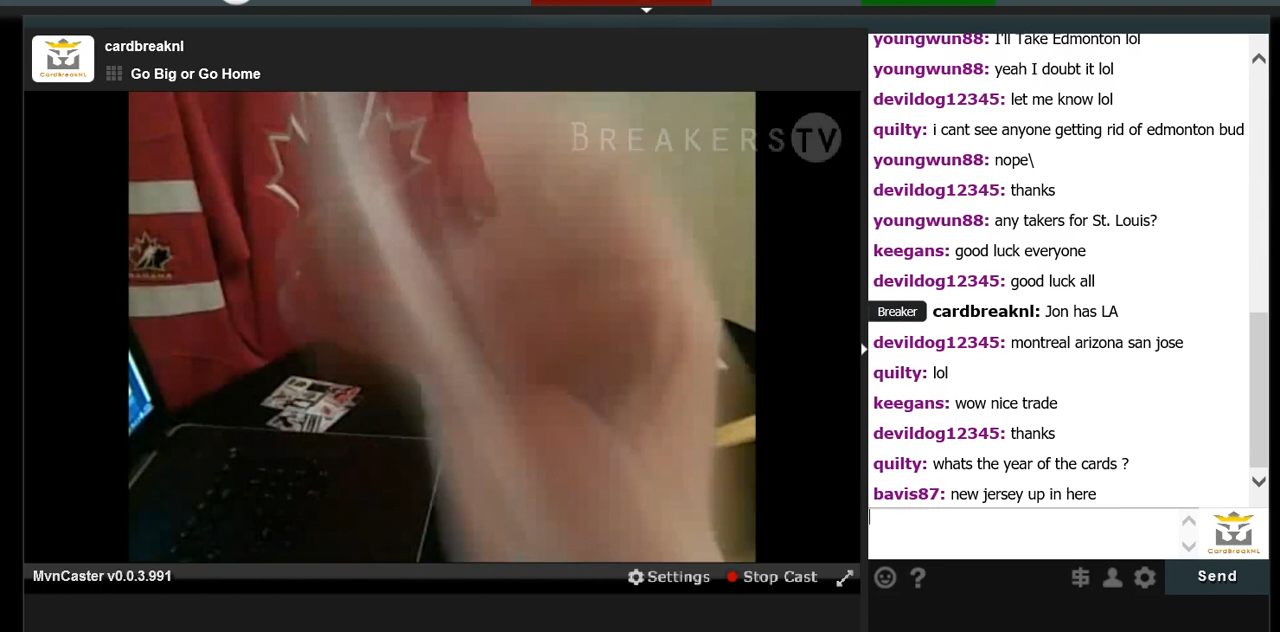 cardbreaknl
CardBreakNL
Go Big or Go Home
BREAKERSTV
youngwun88: I'll Take Edmonton lol
youngwun88: yeah I doubt it lol
devildog12345: let me know lol
quilty: i cant see anyone getting rid of edmonton bud
youngwun88: nope\
devildog12345: thanks
youngwun88: any takers for St. Louis?
keegans: good luck everyone
devildog12345: good luck all
Breaker cardbreaknl: Jon has LA
devildog12345: montreal arizona san jose
quilty: lol
keegans: wow nice trade
devildog12345: thanks
quilty: whats the year of the cards ?
bavis87: new jersey up in here
CardBreakNL
MvnCaster v0.0.3.991
Settings
Stop Cast
Send